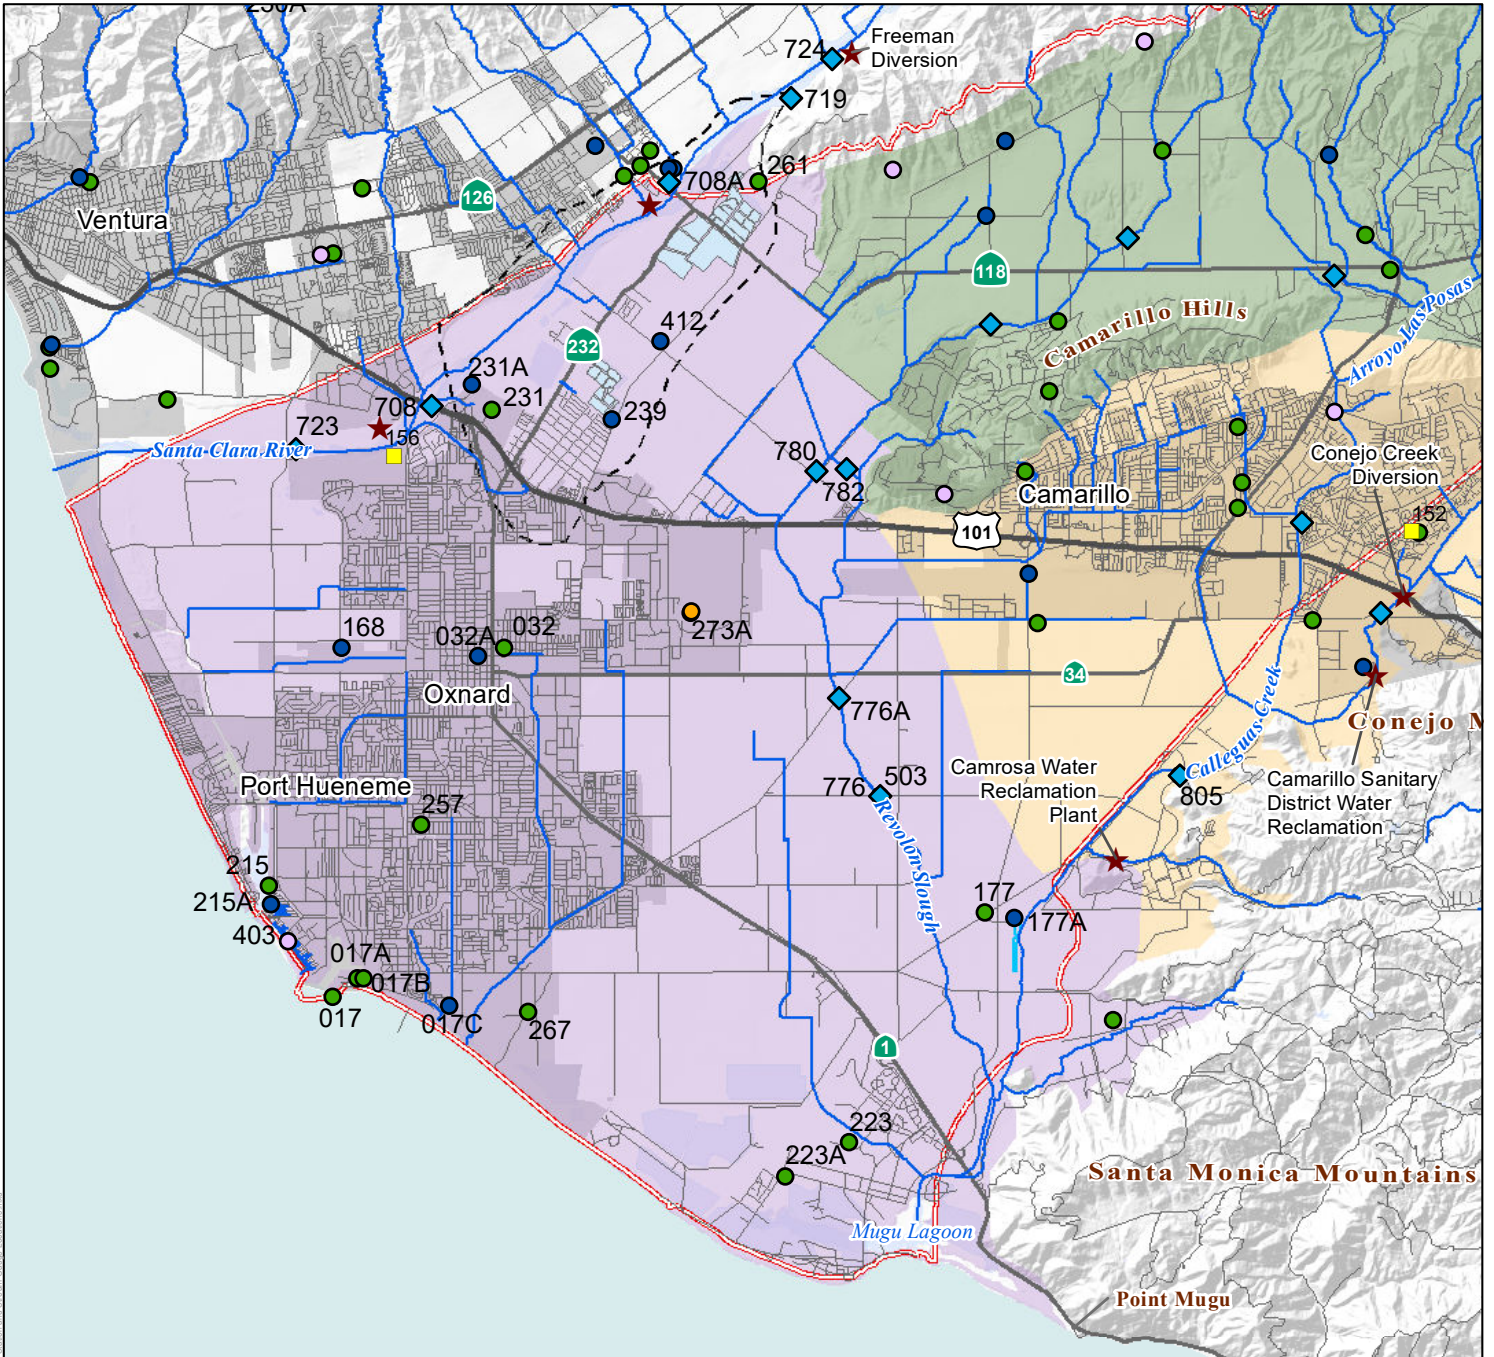 230A
724
Freeman
Diversion
719
261
708A
126
Ventura
118
Camarillo Hills
Arroyo Las Posas
412
232
231A
231
708
239
723
156
Santa Clara River
780
782
Camarillo
Conejo Creek
Diversion
152
101
273A
168
032A
032
34
Oxnard
776A
Conejo M
Calleguas Creek
Camrosa Water
Reclamation
Plant
776
503
805
Camarillo Sanitary
District Water
Reclamation
Port Hueneme
257
Revolon Slough
215
215A
177
177A
403
017A
017B
017
017C
267
1
223
223A
Santa Monica Mountains
Mugu Lagoon
Point Mugu